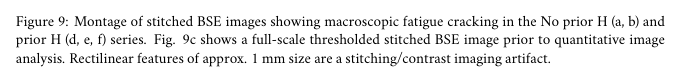 Figure 9: Montage of stitched BSE images showing macroscopic fatigue cracking in the No prior H (a, b) and
prior H (d, e, f) series. Fig. 9c shows a full-scale thresholded stitched BSE image prior to quantitative image
analysis. Rectilinear features of approx. 1 mm size are a stitching/contrast imaging artifact.